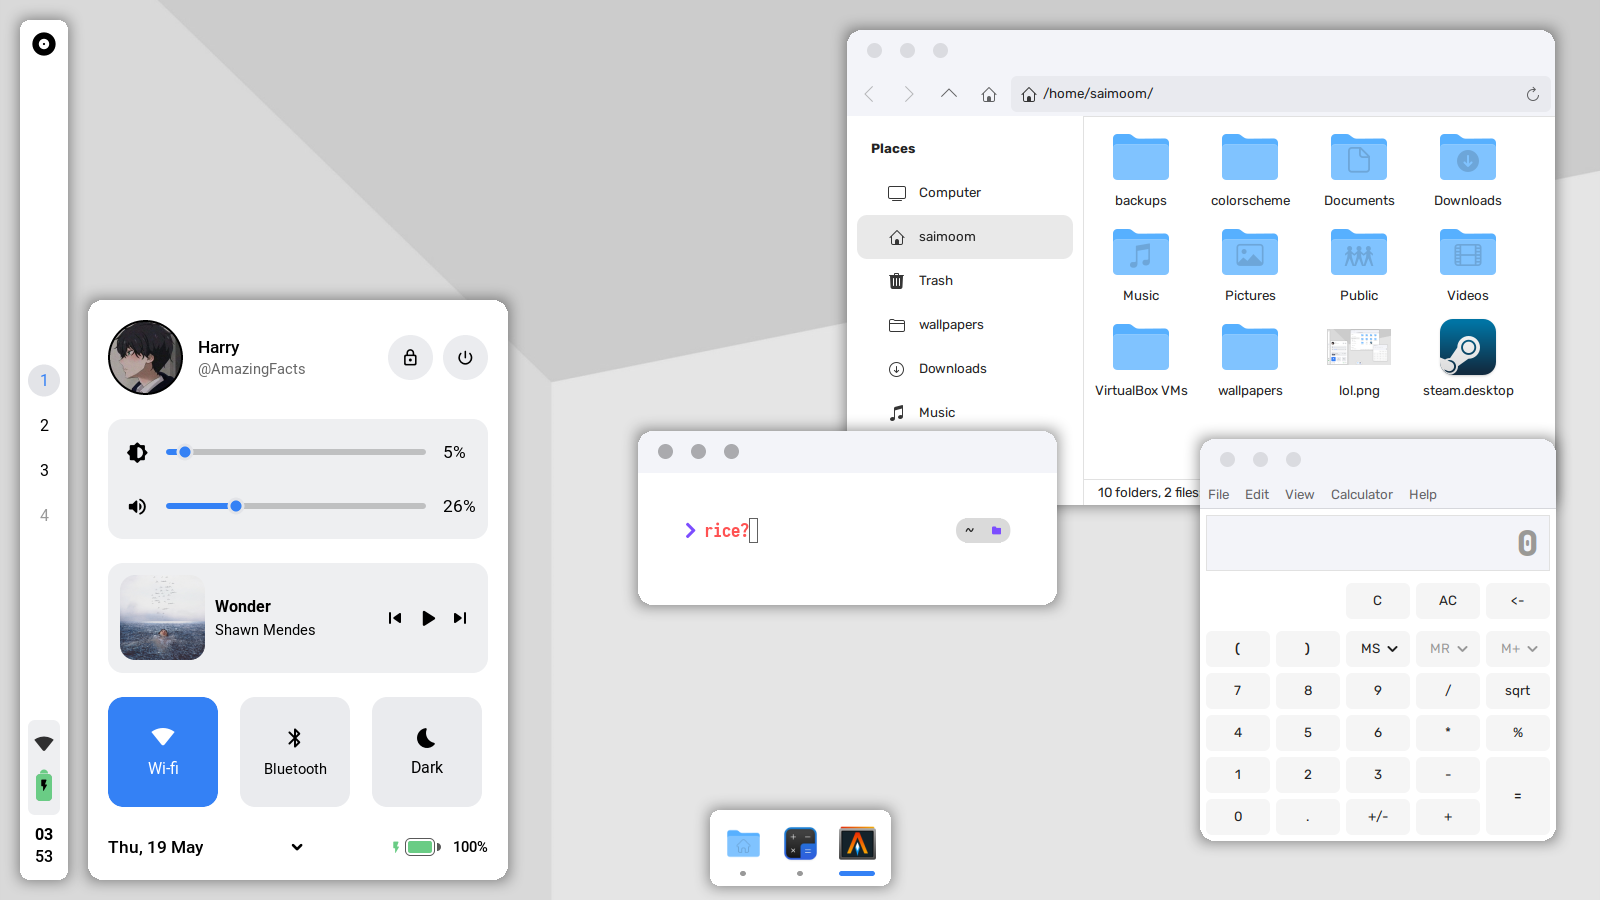 1
2
3
4
03
53
Harry
@AmazingFacts
5%
26%
Wonder
Shawn Mendes
Wi-fi
Bluetooth
Dark
Thu, 19 May
100%
/home/saimoom/
Places
Computer
saimoom
Trash
wallpapers
Downloads
Music
backups
colorscheme
Documents
Downloads
Music
Pictures
Public
Videos
VirtualBox VMs
wallpapers
lol.png
steam.desktop
10 folders, 2 files
rice?
~
File Edit View Calculator Help
0
C AC <-
( ) MS MR M+
7 8 9 / sqrt
4 5 6 * %
1 2 3 - =
0 . +/- +